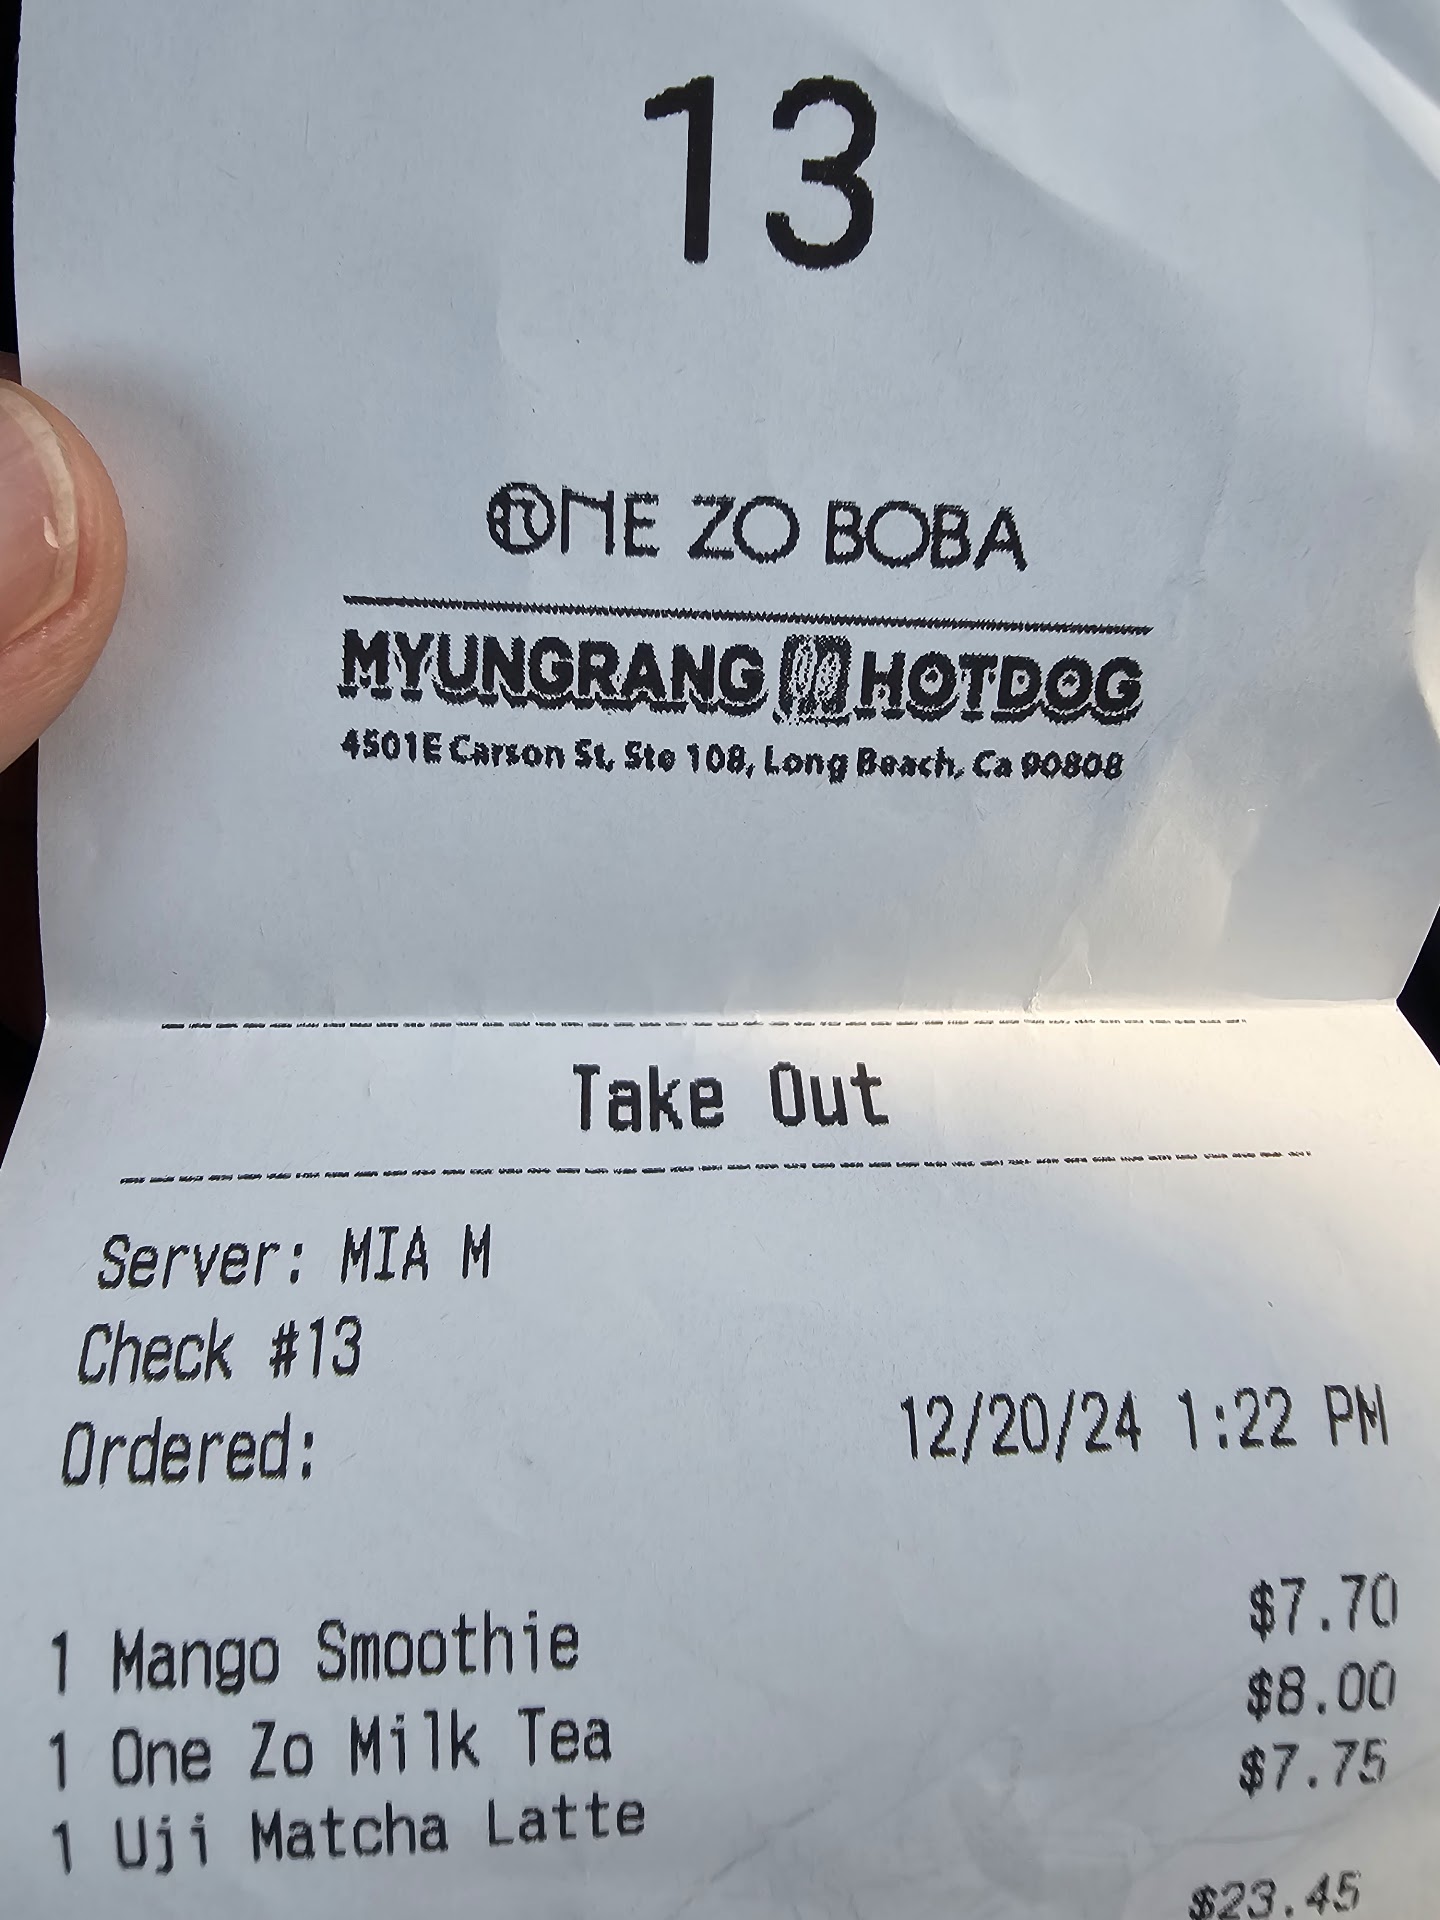 13
ONE ZO BOBA
MYUNGRANG HOTDOG
4501E Carson St, Ste 108, Long Beach, Ca 90808
Take Out
Server: MIA M
Check #13
Ordered: 12/20/24 1:22 PM
1 Mango Smoothie $7.70
1 One Zo Milk Tea $8.00
1 Uji Matcha Latte $7.75
$23.45